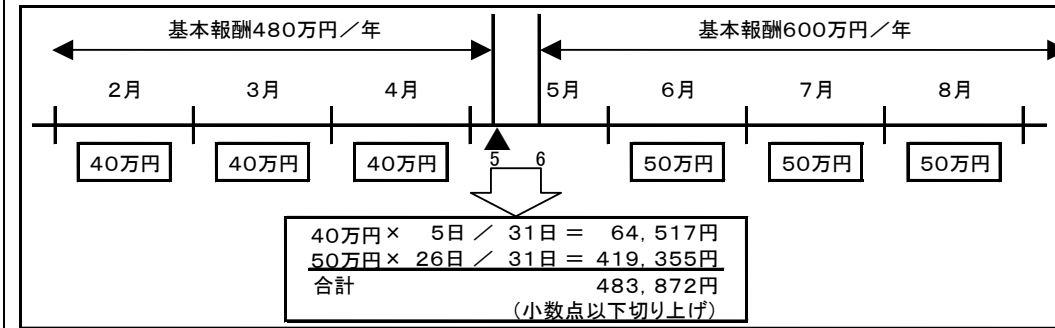 基本報酬480万円／年 基本報酬600万円／年
2月 3月 4月 5月 6月 7月 8月
40万円 40万円 40万円 50万円 50万円 50万円
5 6
40万円× 5日 ／ 31日 ＝ 64,517円
50万円× 26日 ／ 31日 ＝ 419,355円
合計 483,872円
（小数点以下切り上げ）